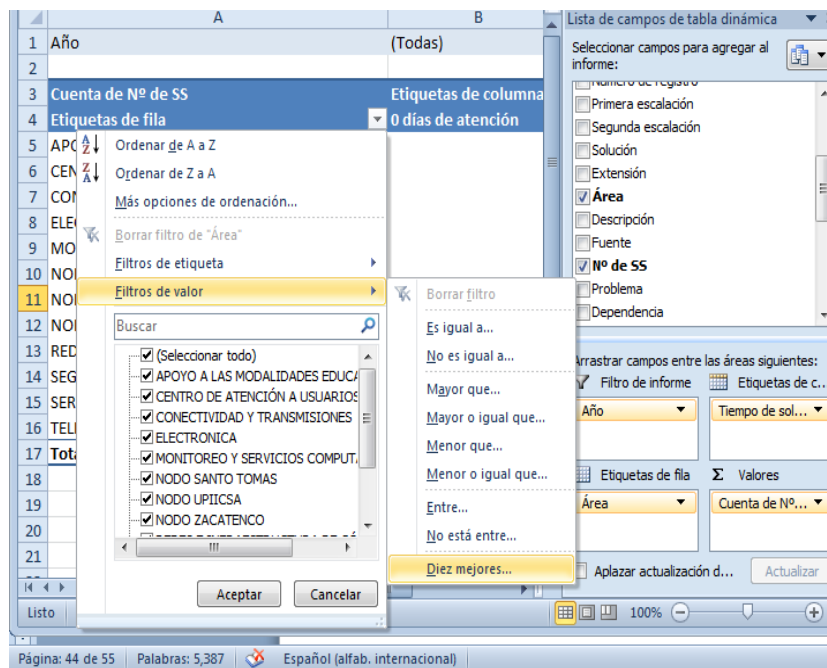 A B
1 Año (Todas)
2
3 Cuenta de Nº de SS Etiquetas de columna
4 Etiquetas de fila 0 días de atención
5 APO
6 CEN
7 CON
8 ELE
9 MO
10 NO
11 NO
12 NO
13 RED
14 SEG
15 SER
16 TEL
17 Tot
18
19
20
21
Ordenar de A a Z
Ordenar de Z a A
Más opciones de ordenación...
Borrar filtro de "Área"
Filtros de etiqueta
Filtros de valor
Buscar
(Seleccionar todo)
APOYO A LAS MODALIDADES EDUCA
CENTRO DE ATENCIÓN A USUARIOS
CONECTIVIDAD Y TRANSMISIONES
ELECTRONICA
MONITOREO Y SERVICIOS COMPUT
NODO SANTO TOMAS
NODO UPIICSA
NODO ZACATENCO
Aceptar Cancelar
Borrar filtro
Es igual a...
No es igual a...
Mayor que...
Mayor o igual que...
Menor que...
Menor o igual que...
Entre...
No está entre...
Diez mejores...
Lista de campos de tabla dinámica
Seleccionar campos para agregar al
informe:
Número de registro
Primera escalación
Segunda escalación
Solución
Extensión
Área
Descripción
Fuente
Nº de SS
Problema
Dependencia
Arrastrar campos entre las áreas siguientes:
Filtro de informe Etiquetas de c...
Año Tiempo de sol...
Etiquetas de fila Σ Valores
Área Cuenta de Nº...
Aplazar actualización d... Actualizar
Listo 100%
Página: 44 de 55 Palabras: 5,387 Español (alfab. internacional)